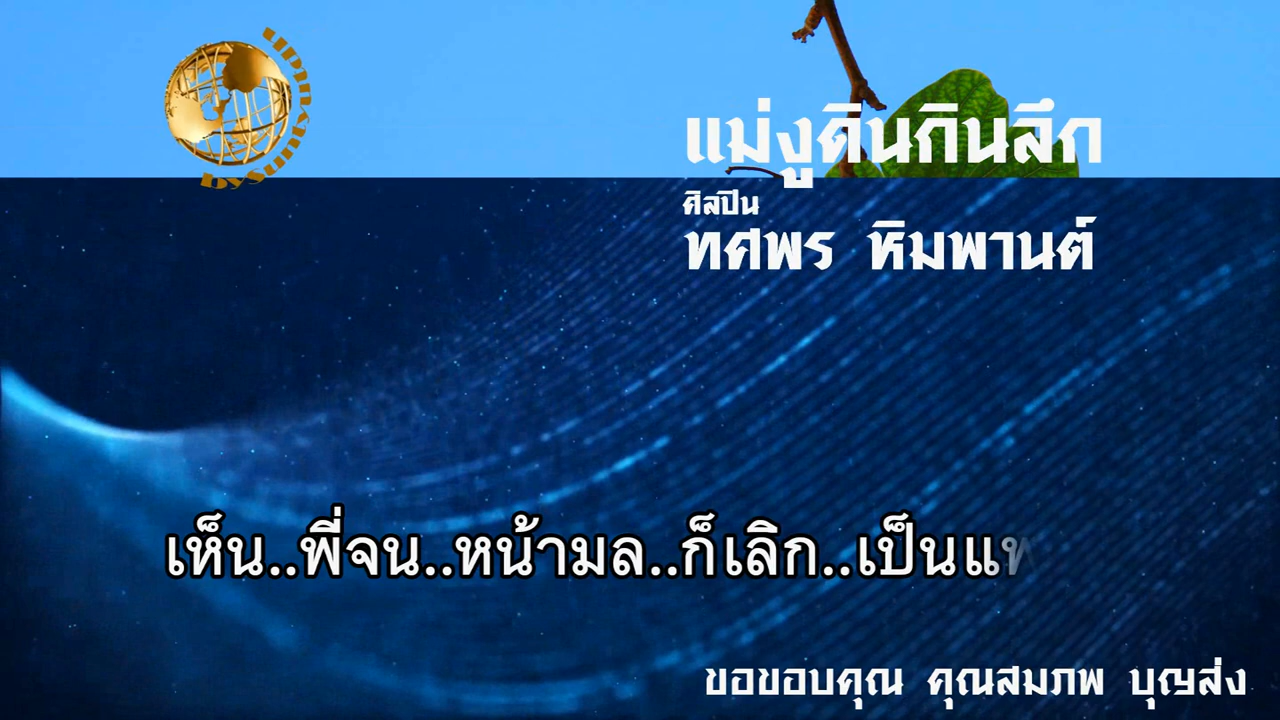 แม่งูดินกินลึก
ศิลปิน
ทศพร หิมพานต์
เห็น..พี่จน..หน้ามล..ก็เลิก..เป็นแฟ
ขอขอบคุณ คุณสมภพ บุญส่ง